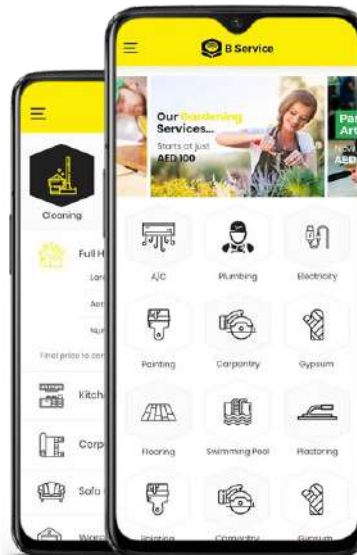 B Service
Our Gardening
Services...
Starts at just
AED 100
A/C
Plumbing
Electricity
Painting
Carpentry
Gypsum
Flooring
Swimming Pool
Plastering
Painting
Carpentry
Gypsum
Cleaning
Full H
Final price to con
Kitch
Carp
Sofa